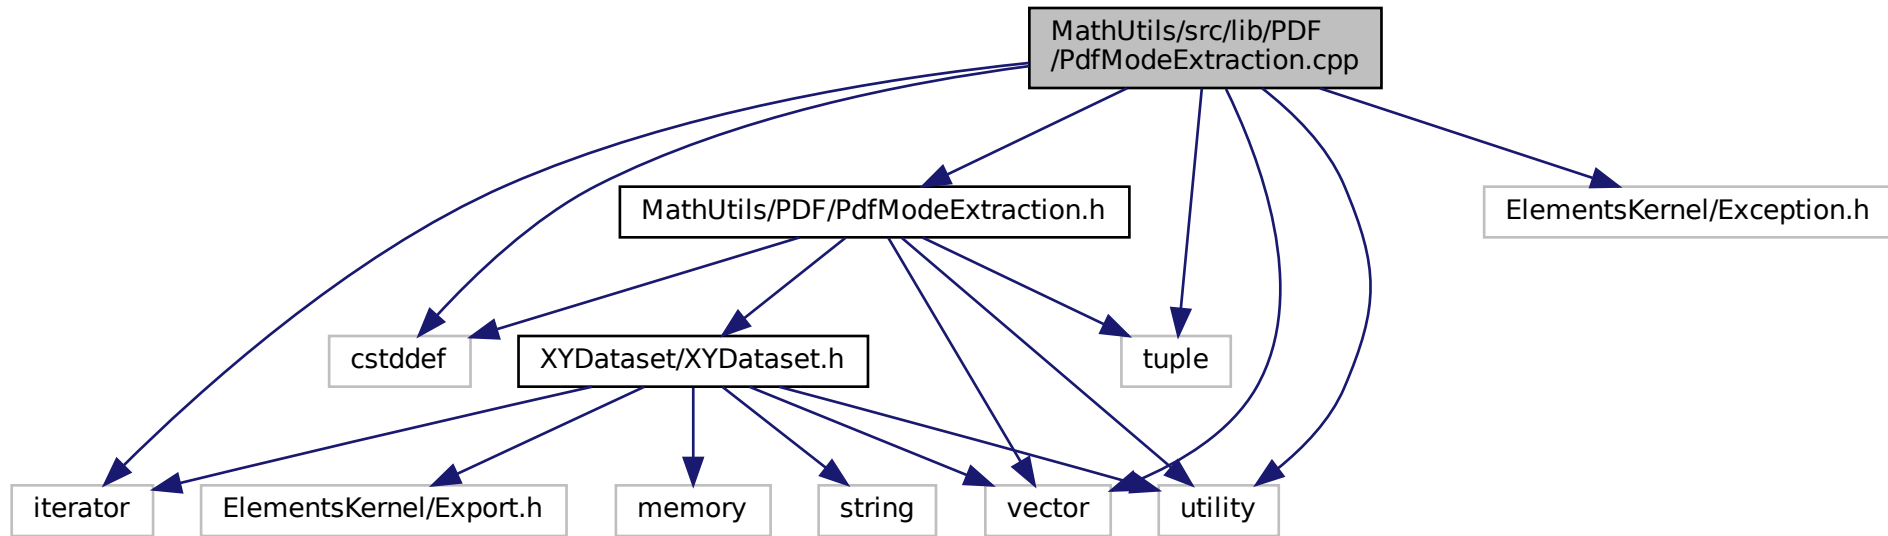 MathUtils/src/lib/PDF
/PdfModeExtraction.cpp
MathUtils/PDF/PdfModeExtraction.h
ElementsKernel/Exception.h
cstddef
XYDataset/XYDataset.h
tuple
iterator
ElementsKernel/Export.h
memory
string
vector
utility